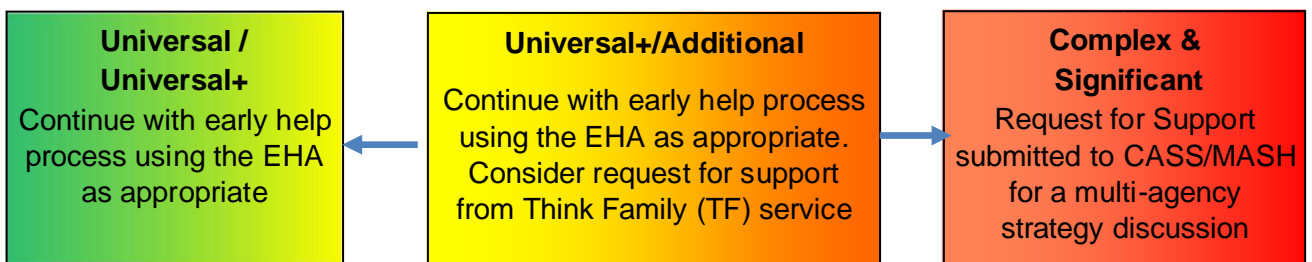 Universal /
Universal+
Continue with early help
process using the EHA
as appropriate
Universal+/Additional
Continue with early help process
using the EHA as appropriate.
Consider request for support
from Think Family (TF) service
Complex &
Significant
Request for Support
submitted to CASS/MASH
for a multi-agency
strategy discussion